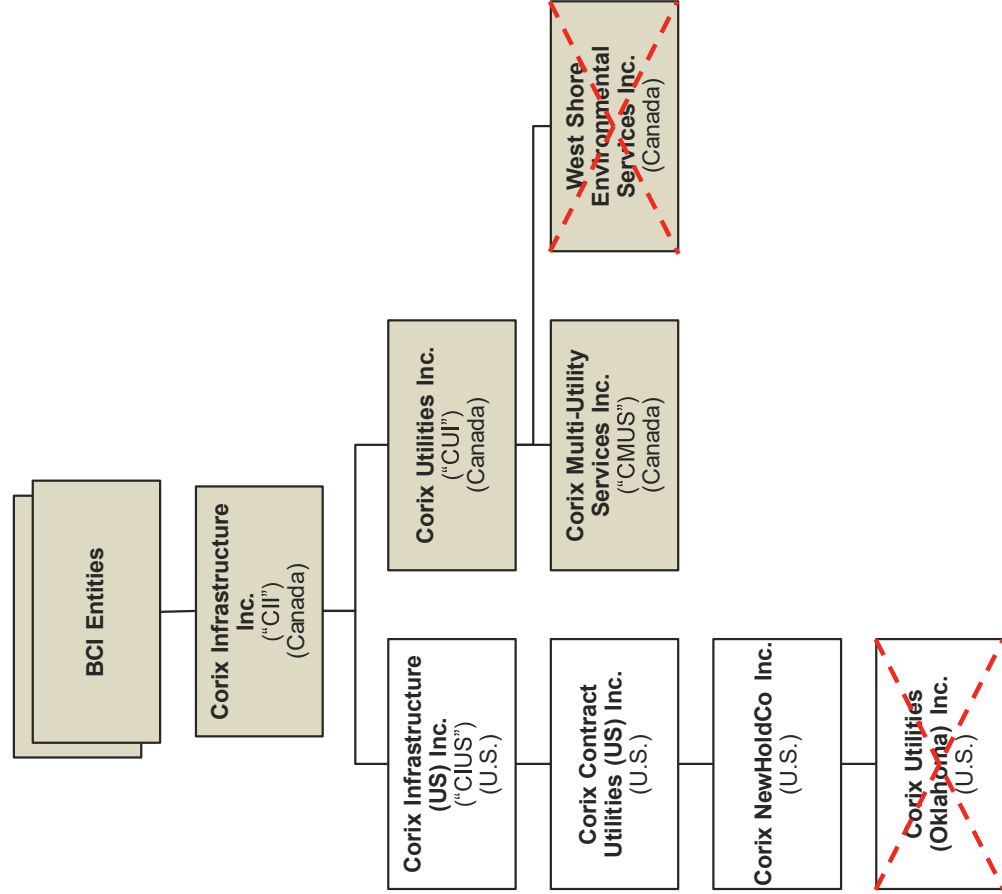 BCI Entities
Corix Infrastructure
Inc.
(“CII”)
(Canada)
Corix Infrastructure
(US) Inc.
(“CIUS”)
(U.S.)
Corix Utilities Inc.
(“CUI”)
(Canada)
Corix Contract
Utilities (US) Inc.
(U.S.)
Corix Multi-Utility
Services Inc.
(“CMUS”)
(Canada)
West Shore
Environmental
Services Inc.
(Canada)
Corix NewHoldCo Inc.
(U.S.)
Corix Utilities
(Oklahoma) Inc.
(U.S.)